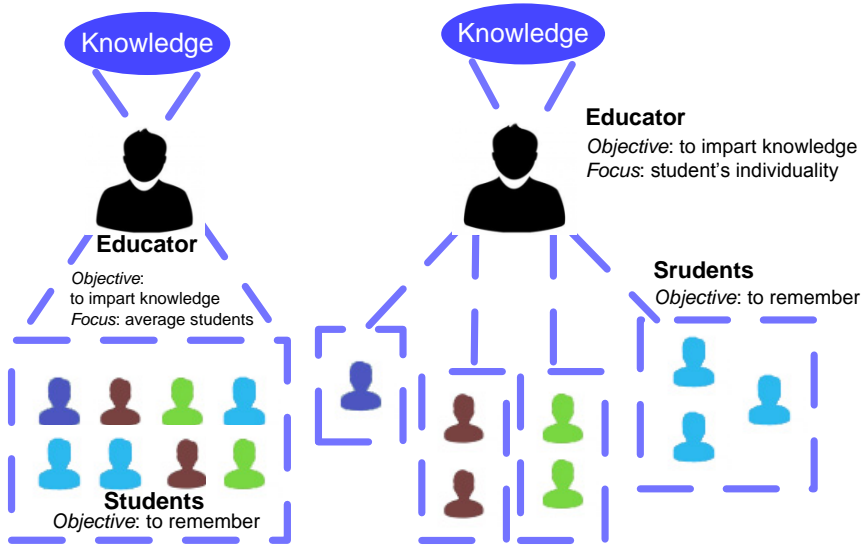 Knowledge
Educator
Objective:
to impart knowledge
Focus: average students
Students
Objective: to remember
Knowledge
Educator
Objective: to impart knowledge
Focus: student's individuality
Srudents
Objective: to remember